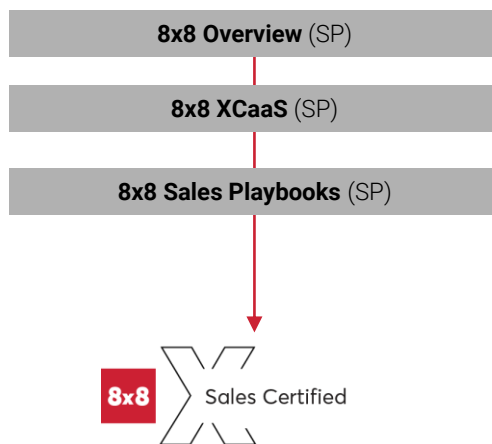 8x8 Overview (SP)
8x8 XCaaS (SP)
8x8 Sales Playbooks (SP)
8x8 X Sales Certified